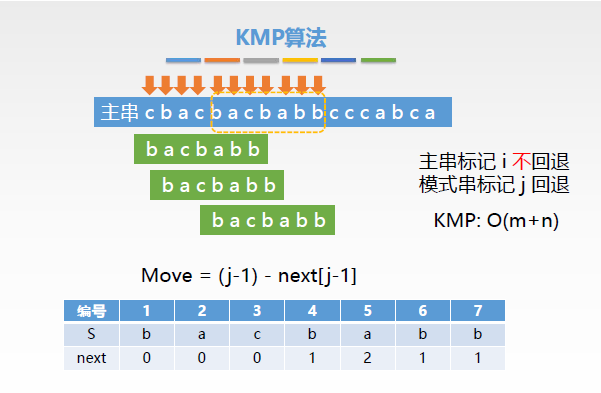 KMP算法
主串 c b a c b a c b a b b c c c a b c a
b a c b a b b
b a c b a b b
b a c b a b b
主串标记 i 不回退
模式串标记 j 回退
KMP: O(m+n)
Move = (j-1) - next[j-1]
编号 1 2 3 4 5 6 7
S b a c b a b b
next 0 0 0 1 2 1 1